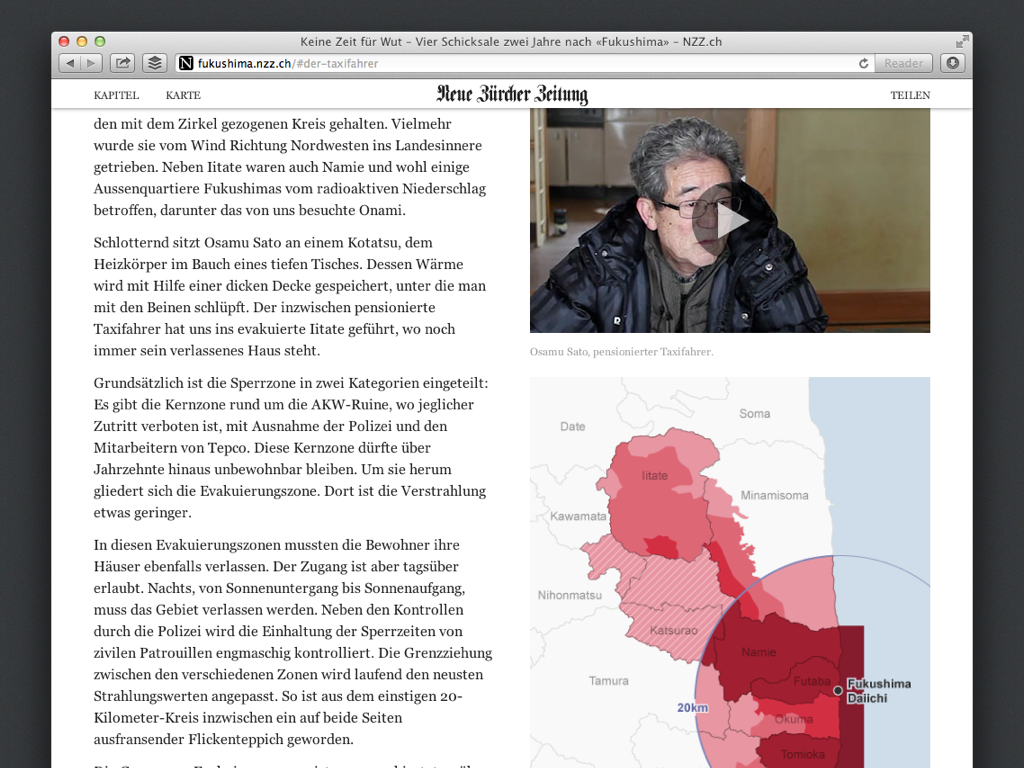 Keine Zeit für Wut – Vier Schicksale zwei Jahre nach «Fukushima» – NZZ.ch
N fukushima.nzz.ch/#der-taxifahrer
Reader
KAPITEL KARTE
Neue Zürcher Zeitung
TEILEN
den mit dem Zirkel gezogenen Kreis gehalten. Vielmehr
wurde sie vom Wind Richtung Nordwesten ins Landesinnere
getrieben. Neben Iitate waren auch Namie und wohl einige
Aussenquartiere Fukushimas vom radioaktiven Niederschlag
betroffen, darunter das von uns besuchte Onami.
Schlotternd sitzt Osamu Sato an einem Kotatsu, dem
Heizkörper im Bauch eines tiefen Tisches. Dessen Wärme
wird mit Hilfe einer dicken Decke gespeichert, unter die man
mit den Beinen schlüpft. Der inzwischen pensionierte
Taxifahrer hat uns ins evakuierte Iitate geführt, wo noch
immer sein verlassenes Haus steht.
Grundsätzlich ist die Sperrzone in zwei Kategorien eingeteilt:
Es gibt die Kernzone rund um die AKW-Ruine, wo jeglicher
Zutritt verboten ist, mit Ausnahme der Polizei und den
Mitarbeitern von Tepco. Diese Kernzone dürfte über
Jahrzehnte hinaus unbewohnbar bleiben. Um sie herum
gliedert sich die Evakuierungszone. Dort ist die Verstrahlung
etwas geringer.
In diesen Evakuierungszonen mussten die Bewohner ihre
Häuser ebenfalls verlassen. Der Zugang ist aber tagsüber
erlaubt. Nachts, von Sonnenuntergang bis Sonnenaufgang,
muss das Gebiet verlassen werden. Neben den Kontrollen
durch die Polizei wird die Einhaltung der Sperrzeiten von
zivilen Patrouillen engmaschig kontrolliert. Die Grenzziehung
zwischen den verschiedenen Zonen wird laufend den neusten
Strahlungswerten angepasst. So ist aus dem einstigen 20-
Kilometer-Kreis inzwischen ein auf beide Seiten
ausfransender Flickenteppich geworden.
Osamu Sato, pensionierter Taxifahrer.
Soma
Date
Iitate
Minamisoma
Kawamata
Nihonmatsu
Katsurao
Namie
Tamura
Futaba
Fukushima
Daiichi
20km
Okuma
Tomioka